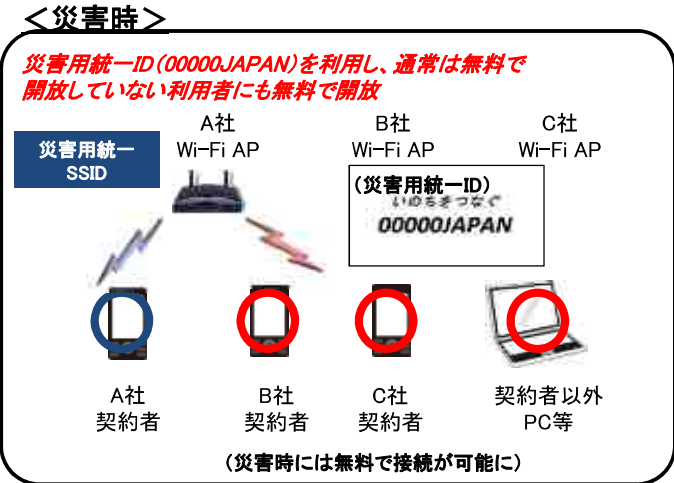 ＜災害時＞
災害用統一ID（00000JAPAN）を利用し、通常は無料で
開放していない利用者にも無料で開放
災害用統一
SSID
A社
Wi-Fi AP
B社
Wi-Fi AP
C社
Wi-Fi AP
（災害用統一ID）
いのちをつなぐ
00000JAPAN
A社
契約者
B社
契約者
C社
契約者
契約者以外
PC等
（災害時には無料で接続が可能に）